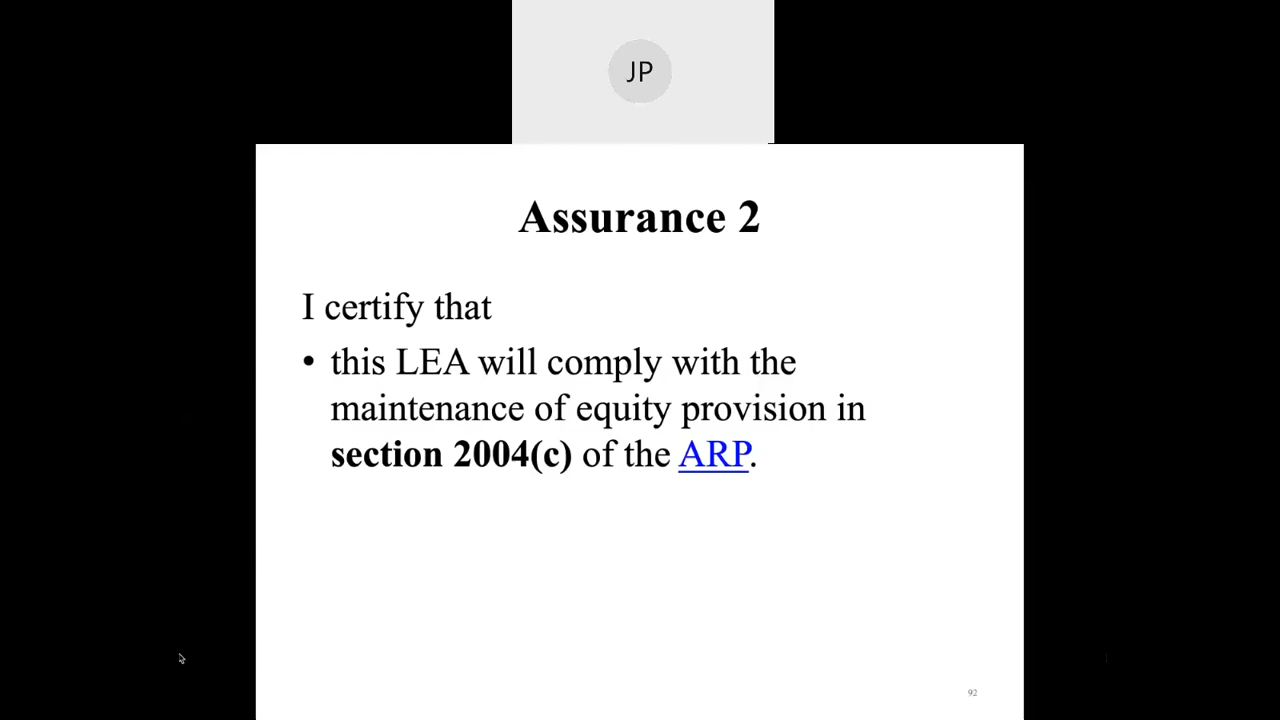 JP
Assurance 2
I certify that
• this LEA will comply with the
maintenance of equity provision in
section 2004(c) of the ARP.
92